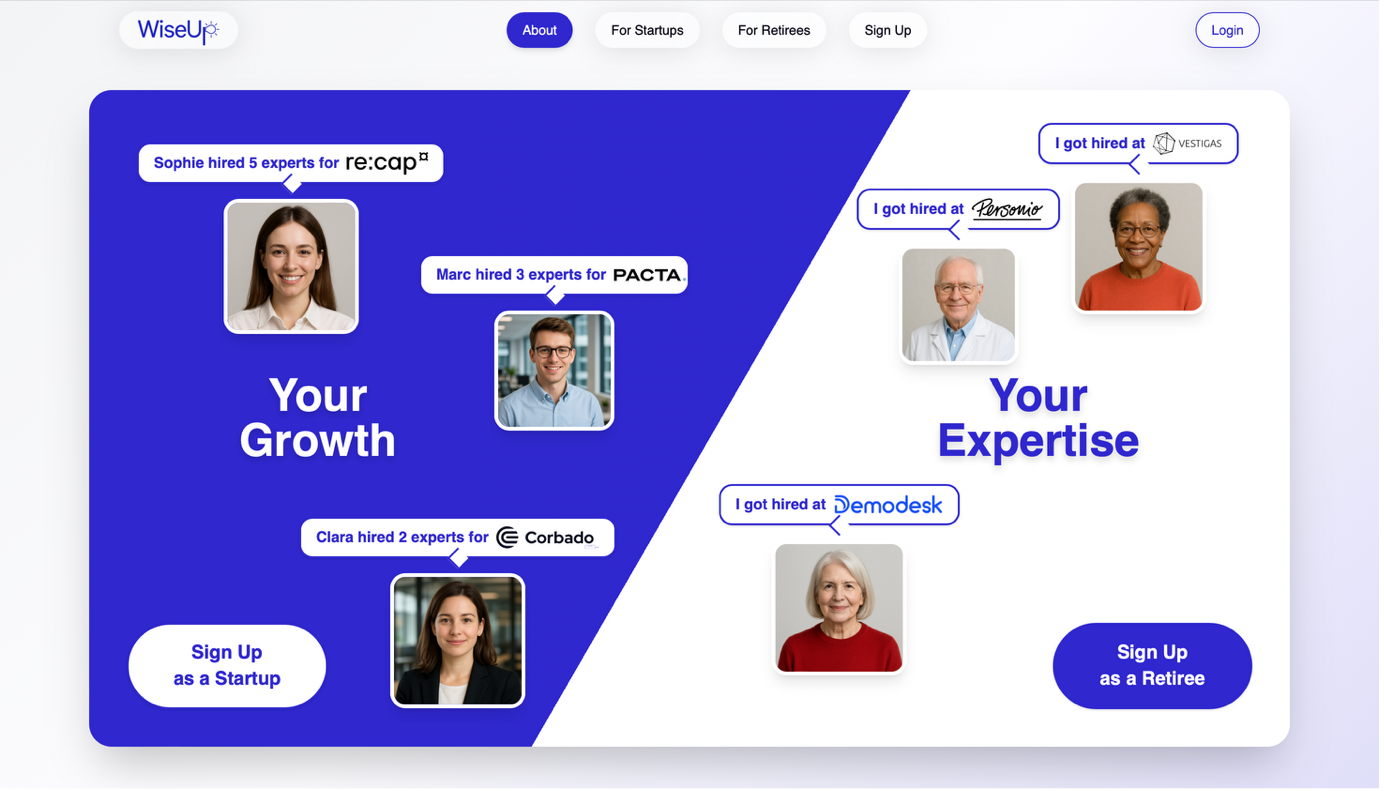 WiseUp
About
For Startups
For Retirees
Sign Up
Login
Sophie hired 5 experts for re:cap¤
Marc hired 3 experts for PACTA.
Your
Growth
Clara hired 2 experts for Corbado
Sign Up
as a Startup
I got hired at VESTIGAS
I got hired at Personio
Your
Expertise
I got hired at Demodesk
Sign Up
as a Retiree